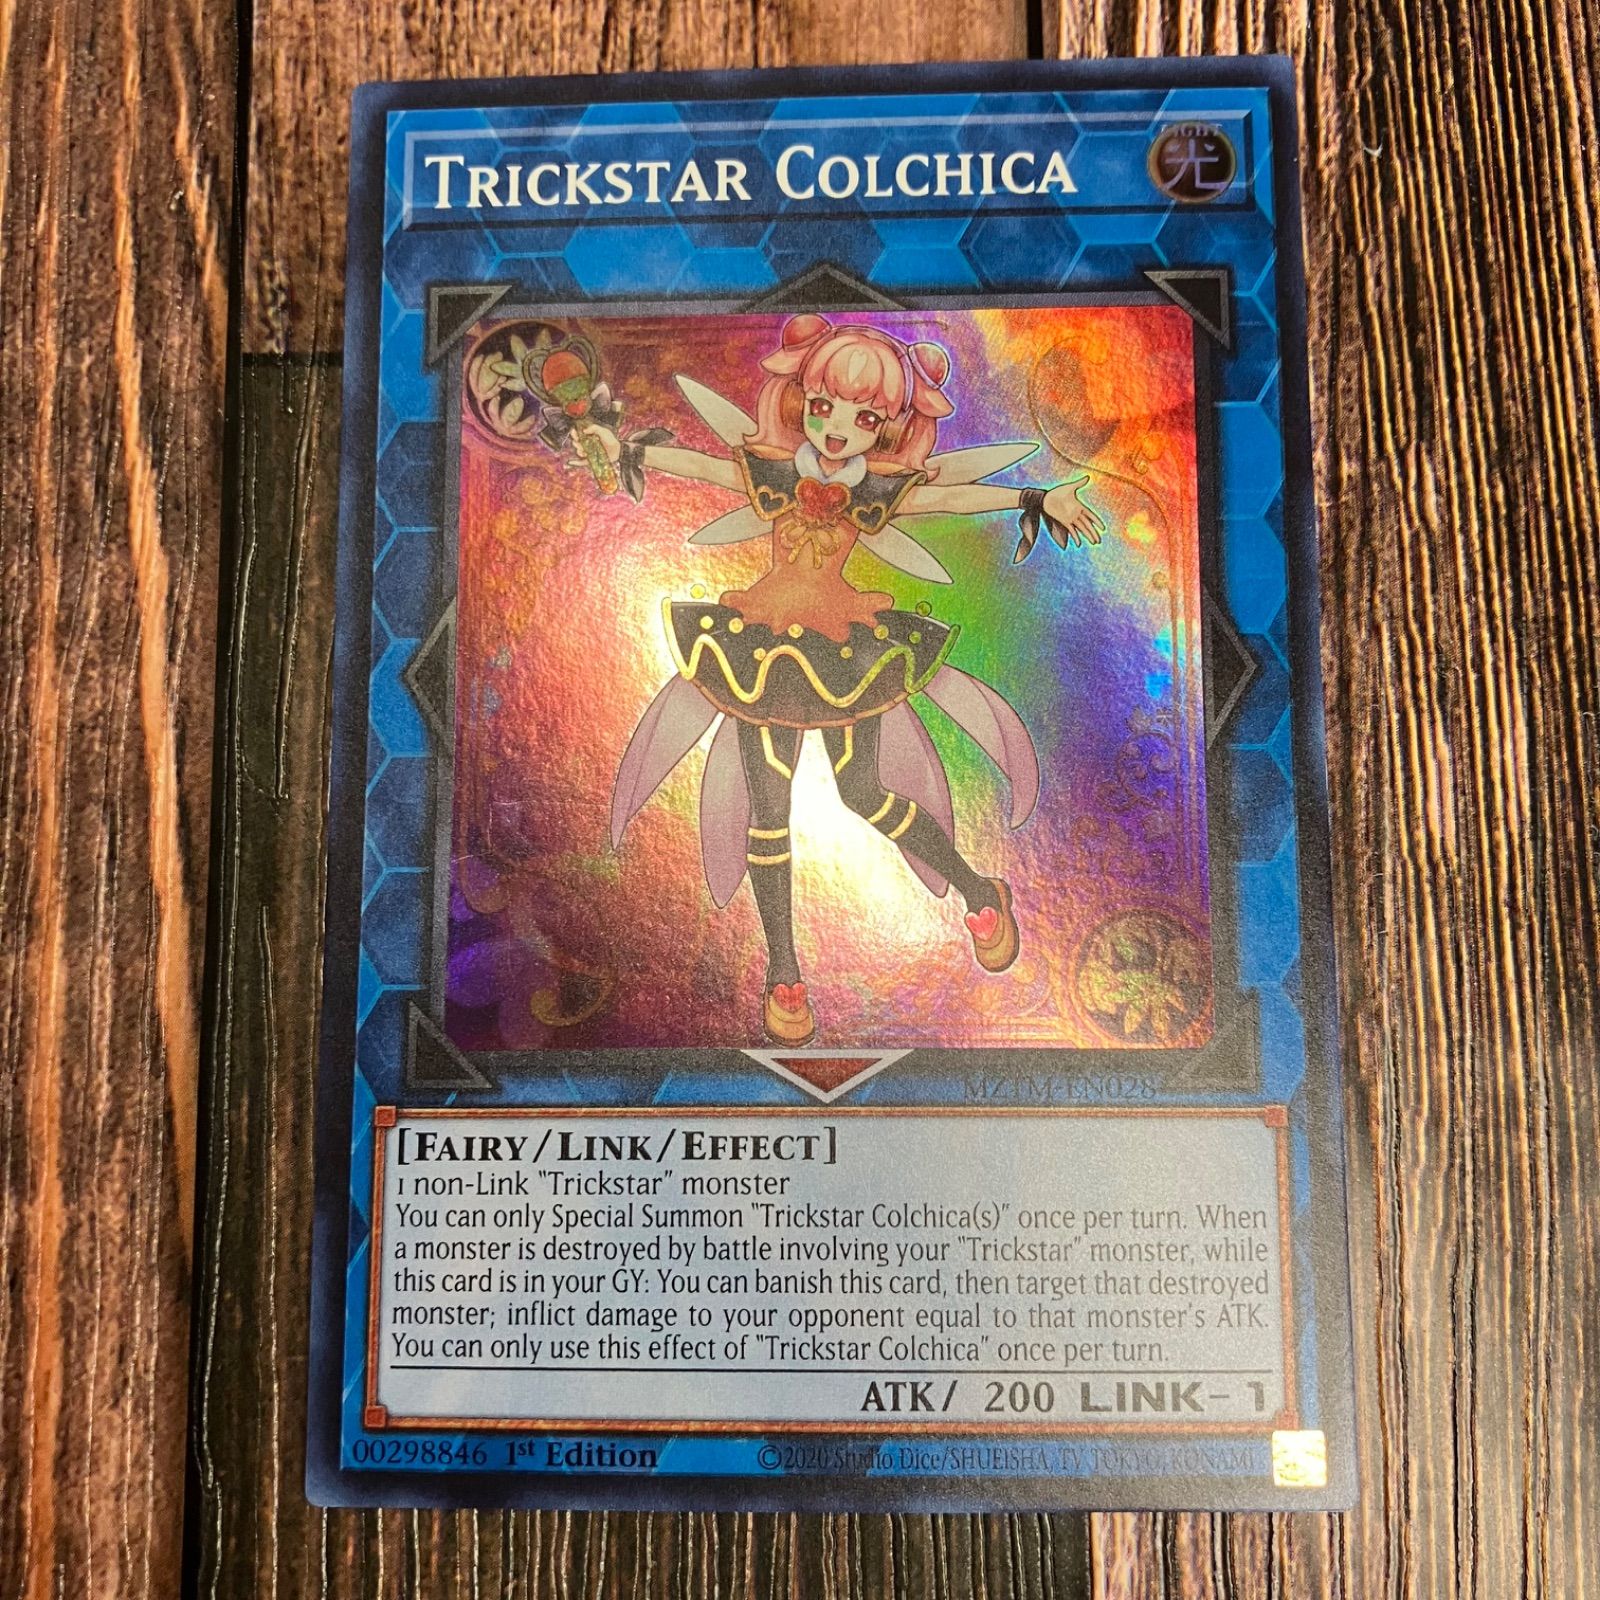 TRICKSTAR COLCHICA
LIGHT
光
MZTM-EN028
[FAIRY/LINK/EFFECT]
1 non-Link "Trickstar" monster
You can only Special Summon "Trickstar Colchica(s)" once per turn. When
a monster is destroyed by battle involving your "Trickstar" monster, while
this card is in your GY: You can banish this card, then target that destroyed
monster; inflict damage to your opponent equal to that monster's ATK.
You can only use this effect of "Trickstar Colchica" once per turn.
ATK/ 200 LINK-1
00298846 1st Edition ©2020 Studio Dice/SHUEISHA, TV TOKYO, KONAMI